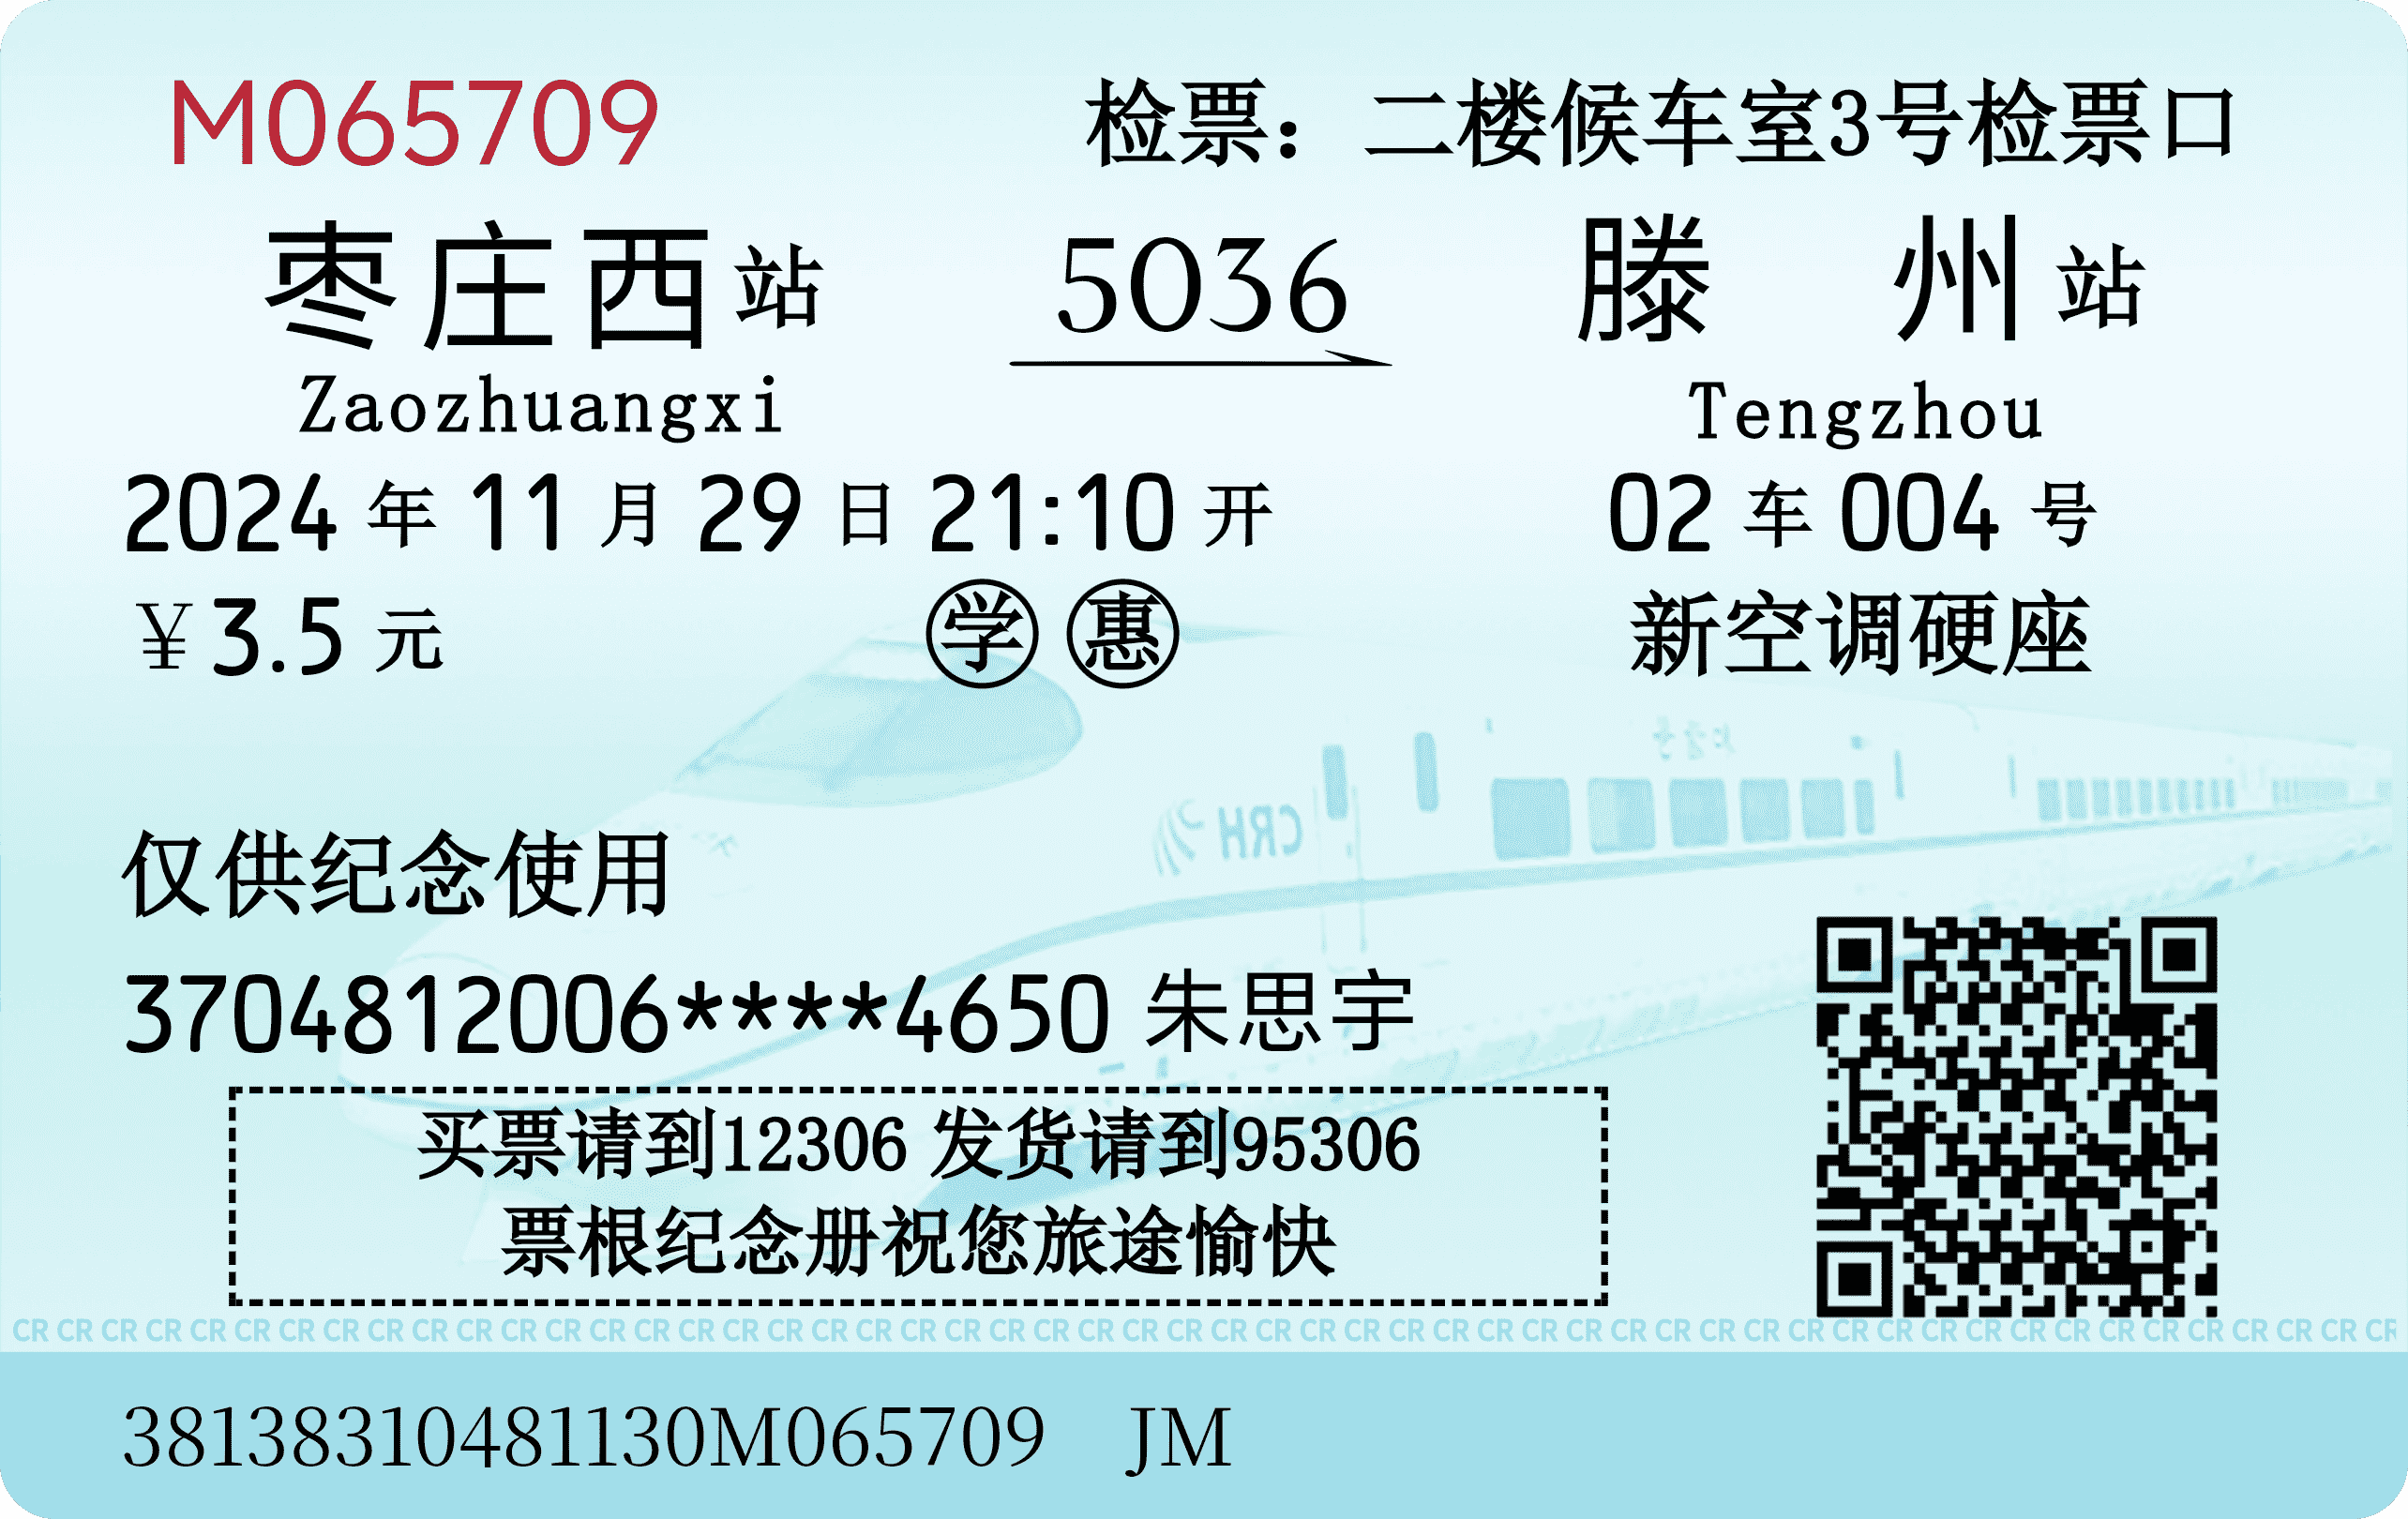 M065709 检票：二楼候车室3号检票口
枣庄西站 5036 滕州站
Zaozhuangxi Tengzhou
2024年11月29日21:10开 02车004号
¥3.5元 学 惠 新空调硬座
CRH
仅供纪念使用
3704812006****4650 朱思宇
买票请到12306 发货请到95306
票根纪念册祝您旅途愉快
CR CR CR CR CR CR CR CR CR CR CR CR CR CR CR CR CR CR CR CR CR CR CR CR CR CR CR CR CR CR CR CR CR CR CR CR CR CR CR CR CR CR CR CR CR CR CR CR CR CR CR CR CR CR
38138310481130M065709 JM